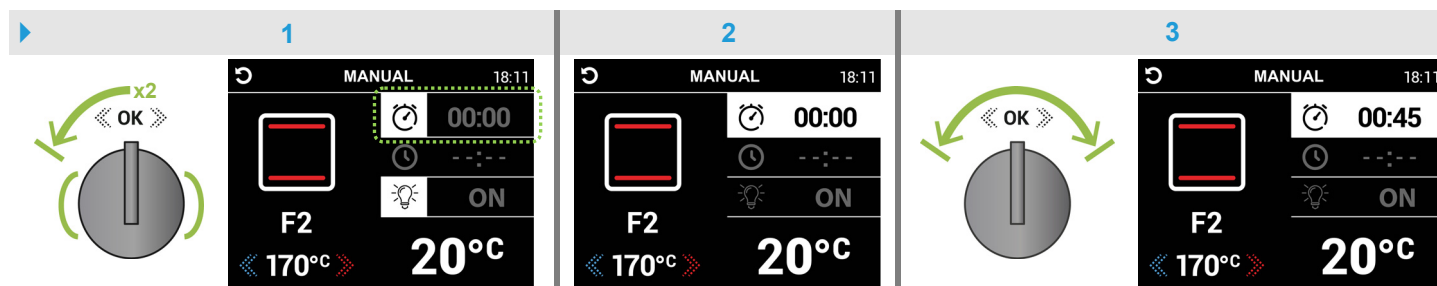 1
2
3
x2
OK
MANUAL 18:11
00:00
--:--
ON
F2
170°C
20°C
MANUAL 18:11
00:00
--:--
ON
F2
170°C
20°C
OK
MANUAL 18:11
00:45
--:--
ON
F2
170°C
20°C